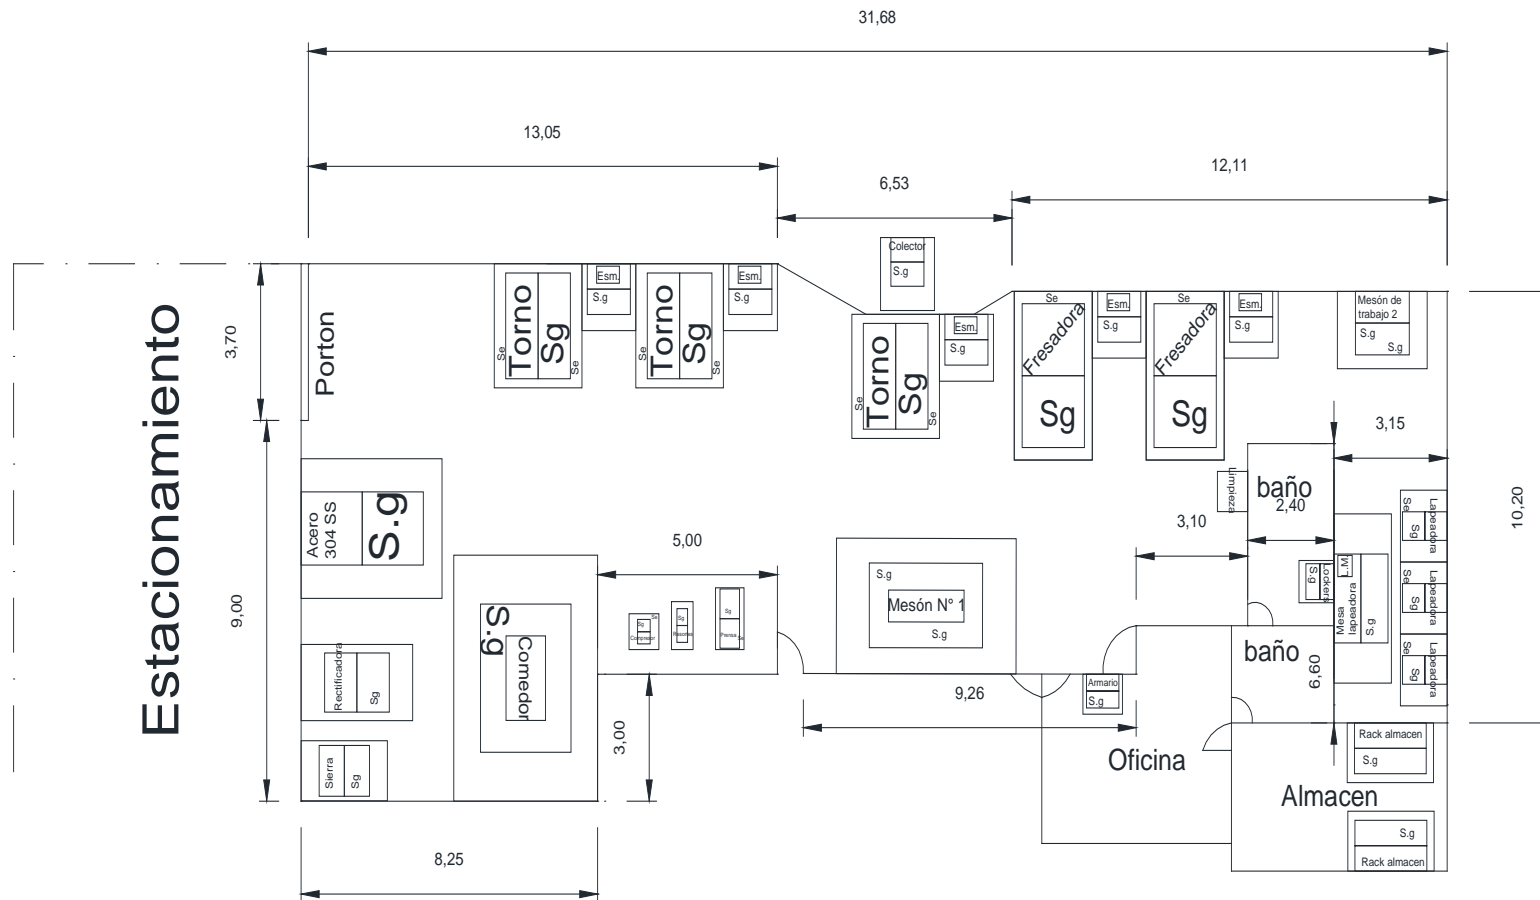 31,68
13,05
12,11
6,53
Colector
S.g
Esm.
S.g
Esm.
S.g
Torno
Sg
Se
Se
Torno
Sg
Se
Esm.
S.g
Torno
Sg
Se
Se
Se
Fresadora
Sg
Esm.
S.g
Se
Fresadora
Sg
Esm.
S.g
Mesón de
trabajo 2
S.g
S.g
3,70
Porton
Estacionamiento
3,15
10,20
Limpieza
baño
2,40
3,10
Acero
304 SS
S.g
5,00
9,00
S.g
Mesón N° 1
S.g
Lockers
S.g
L.M.
Mesa
lapeadora
S.g
Se
Sg
Lapeadora
Se
Sg
Lapeadora
Se
Sg
Lapeadora
S.g
Comedor
Sg
Se
Compresor
Sg
Sg
Prensa
Se
baño
6,60
Rectificadora
Sg
Armario
S.g
9,26
3,00
Sierra
Sg
Oficina
Almacen
Rack almacen
S.g
S.g
Rack almacen
8,25